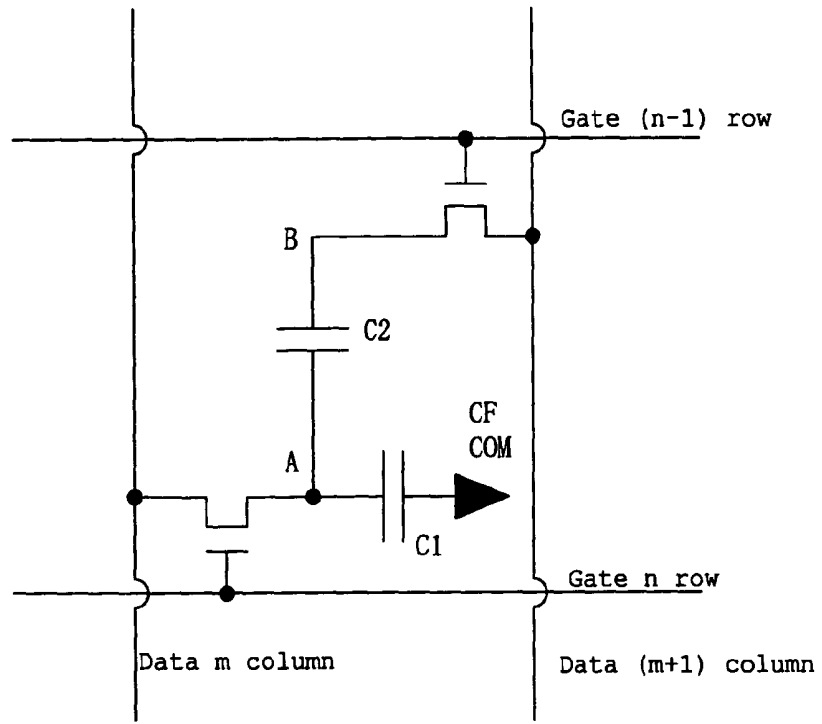 Gate (n-1) row
B
C2
CF
COM
A
C1
Gate n row
Data m column
Data (m+1) column